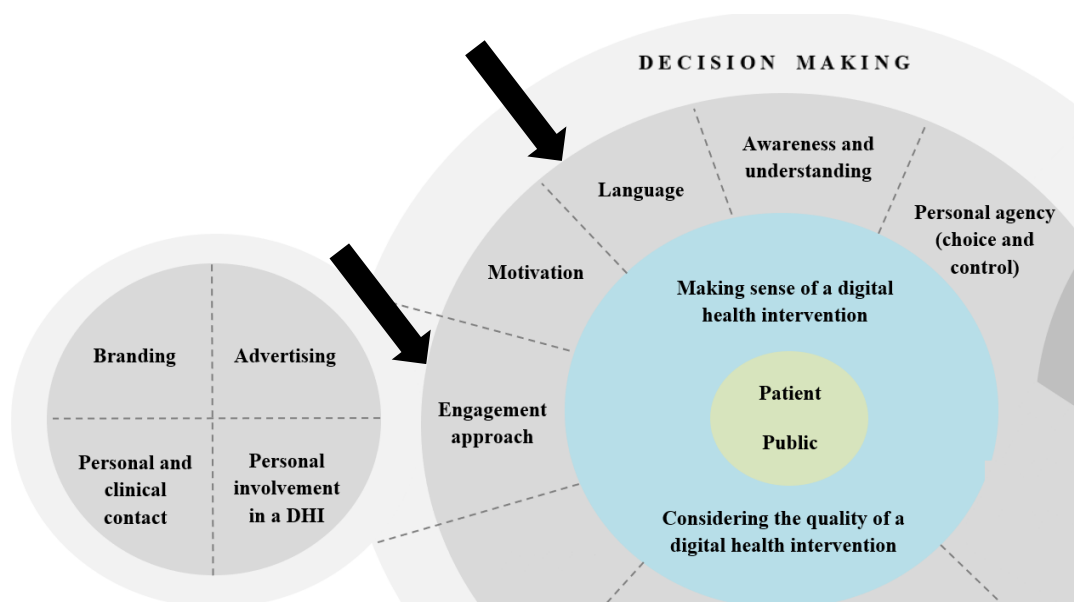 DECISION MAKING
Awareness and
understanding
Language
Personal agency
(choice and
control)
Motivation
Making sense of a digital
health intervention
Branding
Advertising
Patient
Public
Engagement
approach
Personal and
clinical
contact
Personal
involvement
in a DHI
Considering the quality of a
digital health intervention